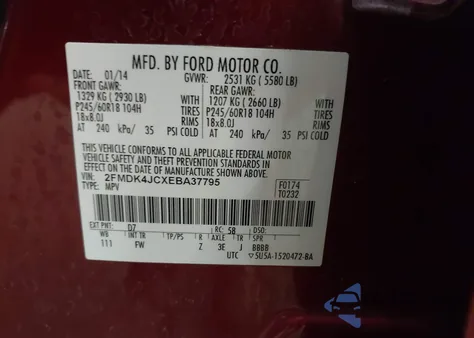 MFD. BY FORD MOTOR CO.
DATE: 01/14 GVWR: 2531 KG ( 5580 LB)
FRONT GAWR: REAR GAWR:
1329 KG ( 2930 LB) WITH 1207 KG ( 2660 LB) WITH
P245/60R18 104H TIRES P245/60R18 104H TIRES
18x8.0J RIMS 18x8.0J RIMS
AT 240 kPa/ 35 PSI COLD AT 240 kPa/ 35 PSI COLD
THIS VEHICLE CONFORMS TO ALL APPLICABLE FEDERAL MOTOR
VEHICLE SAFETY AND BUMPER AND THEFT PREVENTION STANDARDS IN
EFFECT ON THE DATE OF MANUFACTURE SHOWN ABOVE.
VIN: 2FMDK4JCXEBA37795 F0174
TYPE: MPV T0232
EXT PNT: D7 RC: 58 DSO:
WB INT TR TP/PS R AXLE TR SPR
111 FW Z 3E J BBBB
UTC 5U5A-1520472-BA